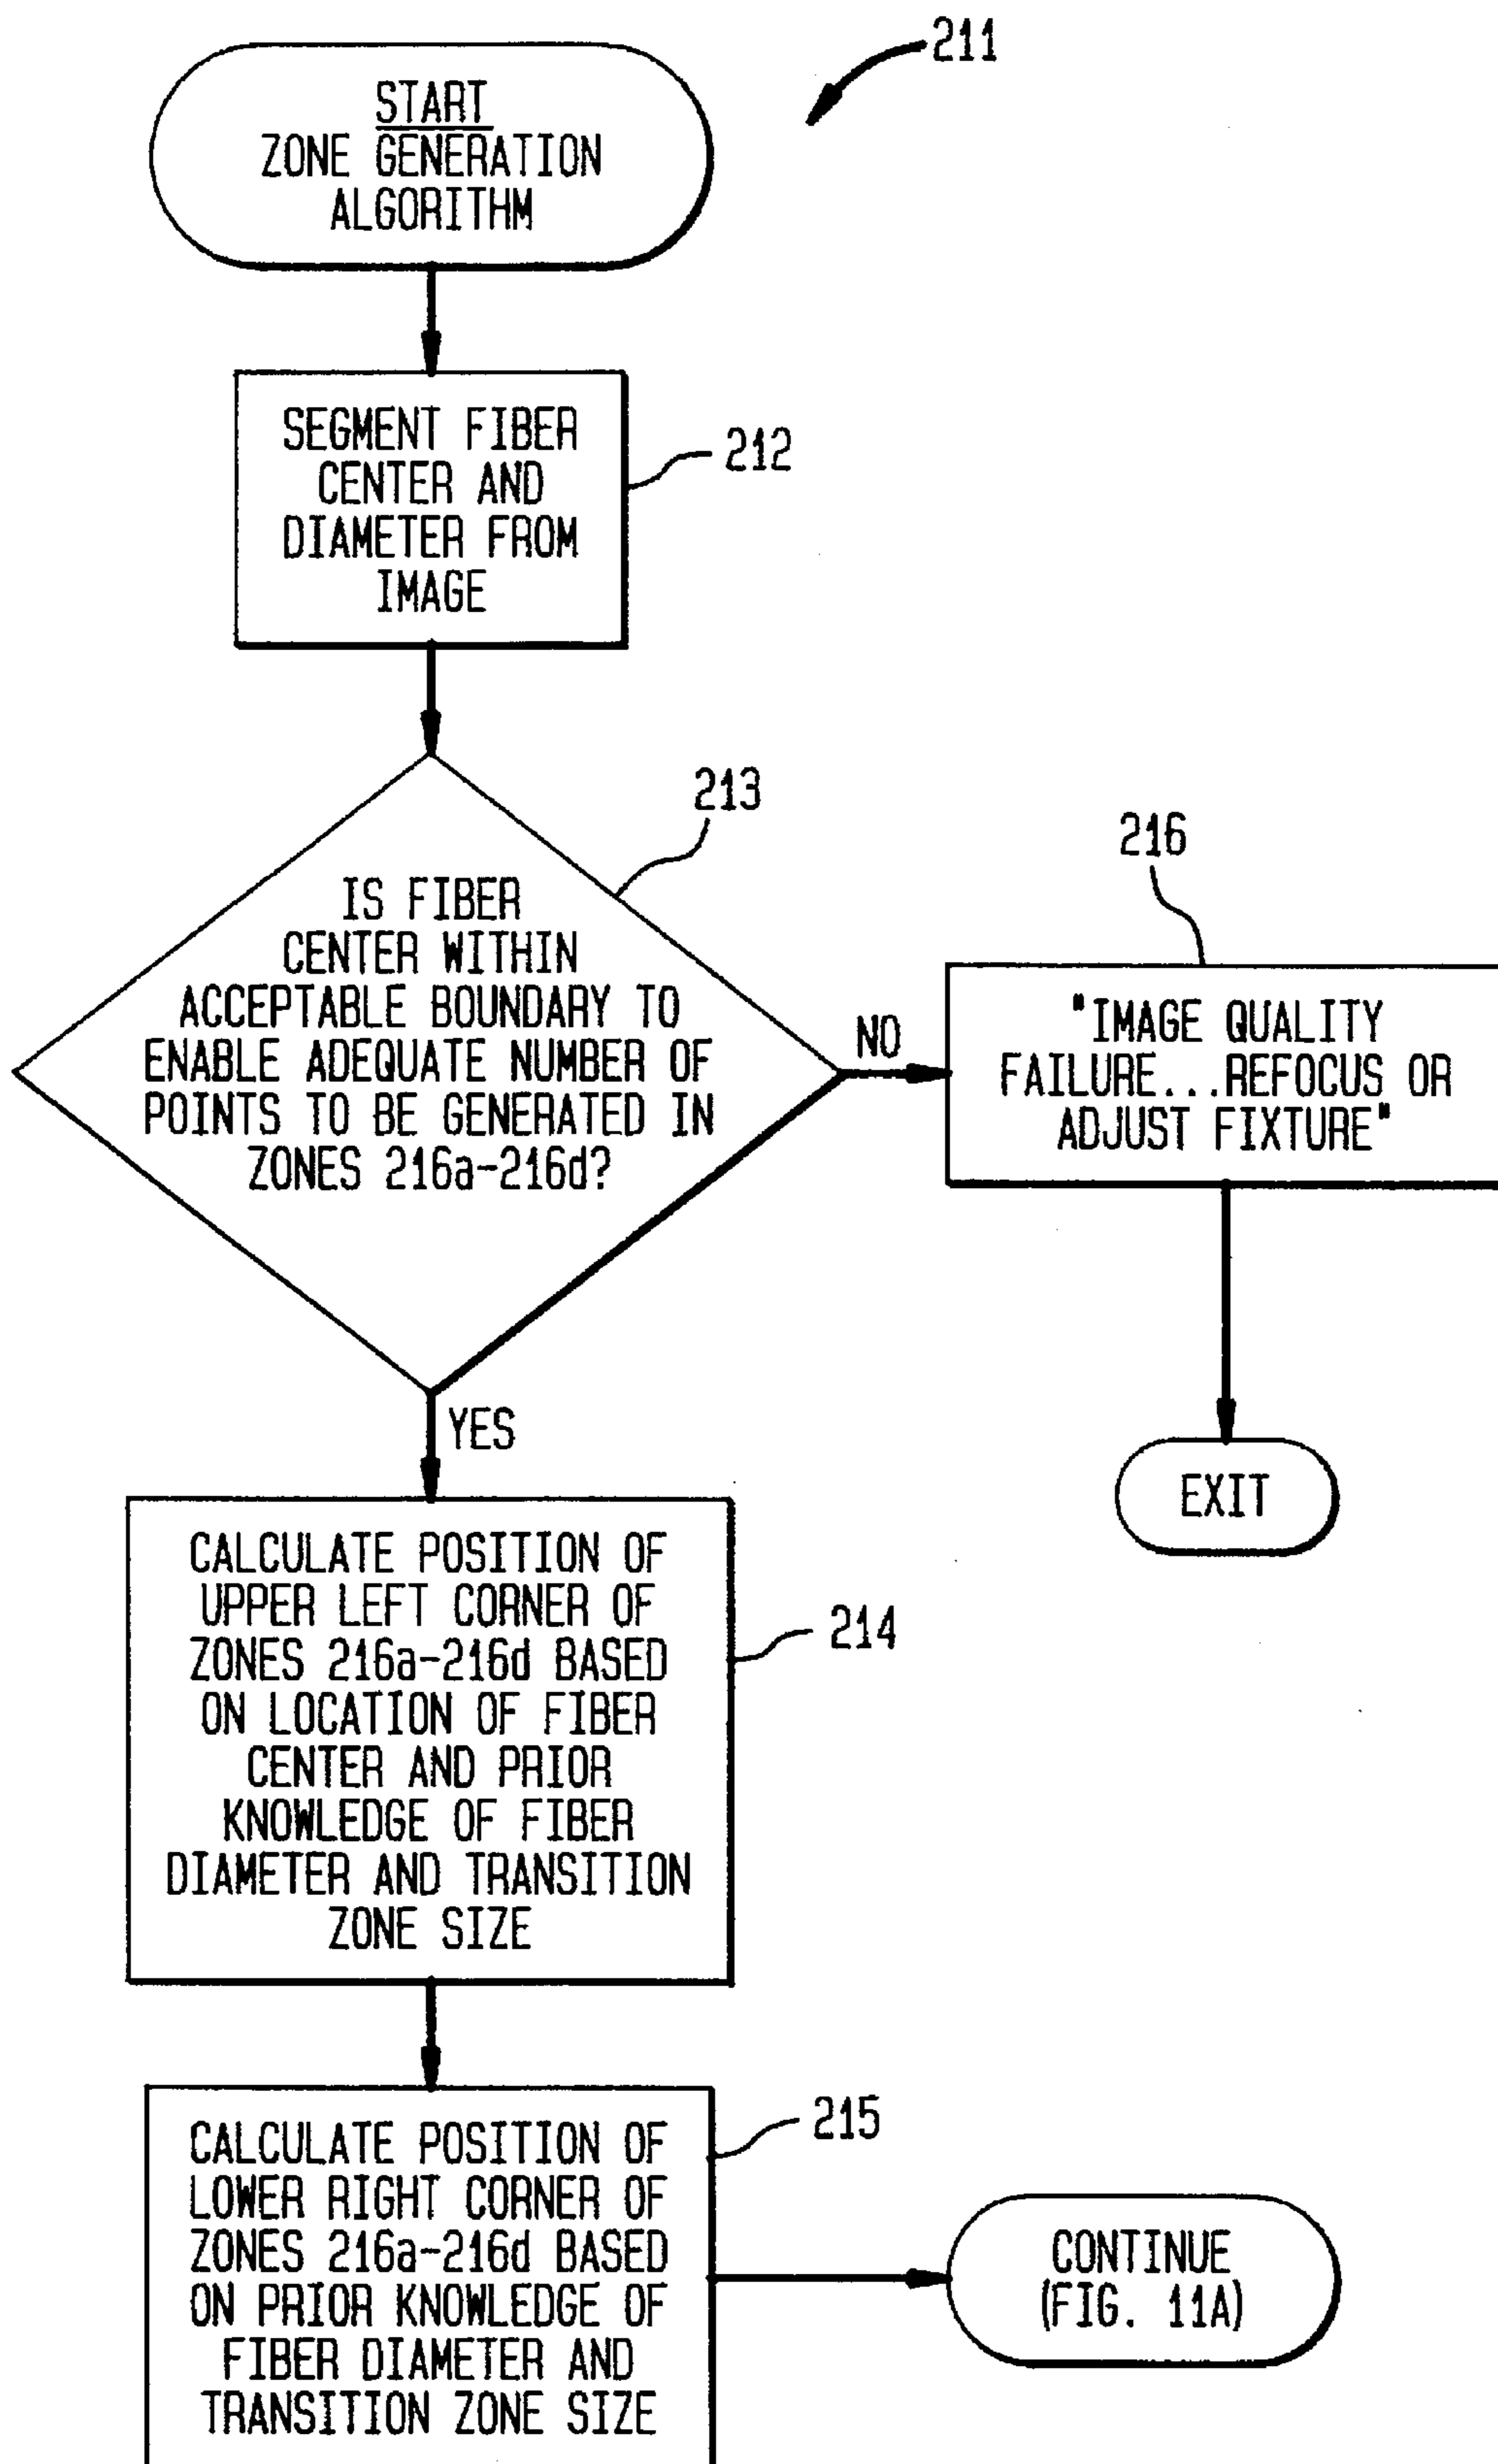 211
START
ZONE GENERATION
ALGORITHM
SEGMENT FIBER
CENTER AND
DIAMETER FROM
IMAGE
212
213
IS FIBER
CENTER WITHIN
ACCEPTABLE BOUNDARY TO
ENABLE ADEQUATE NUMBER OF
POINTS TO BE GENERATED IN
ZONES 216a-216d?
NO
216
"IMAGE QUALITY
FAILURE...REFOCUS OR
ADJUST FIXTURE"
EXIT
YES
CALCULATE POSITION OF
UPPER LEFT CORNER OF
ZONES 216a-216d BASED
ON LOCATION OF FIBER
CENTER AND PRIOR
KNOWLEDGE OF FIBER
DIAMETER AND TRANSITION
ZONE SIZE
214
CALCULATE POSITION OF
LOWER RIGHT CORNER OF
ZONES 216a-216d BASED
ON PRIOR KNOWLEDGE OF
FIBER DIAMETER AND
TRANSITION ZONE SIZE
215
CONTINUE
(FIG. 11A)